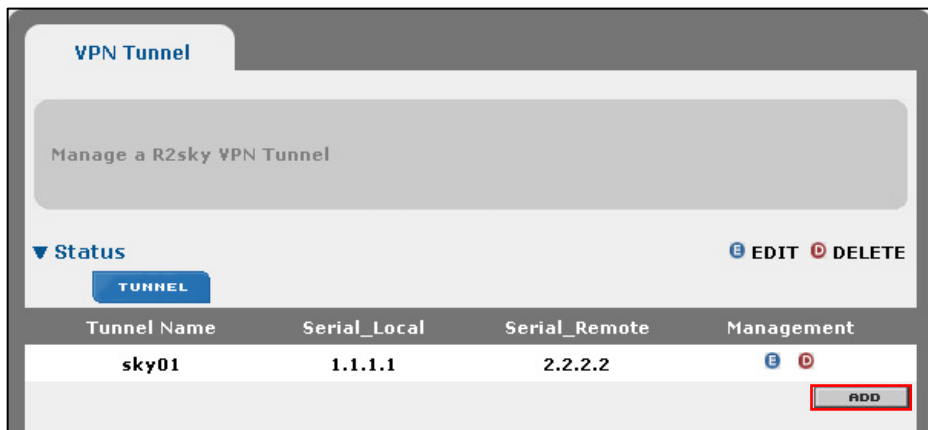 VPN Tunnel
Manage a R2sky VPN Tunnel
▼ Status
E EDIT D DELETE
TUNNEL
Tunnel Name Serial_Local Serial_Remote Management
sky01 1.1.1.1 2.2.2.2 E D
ADD